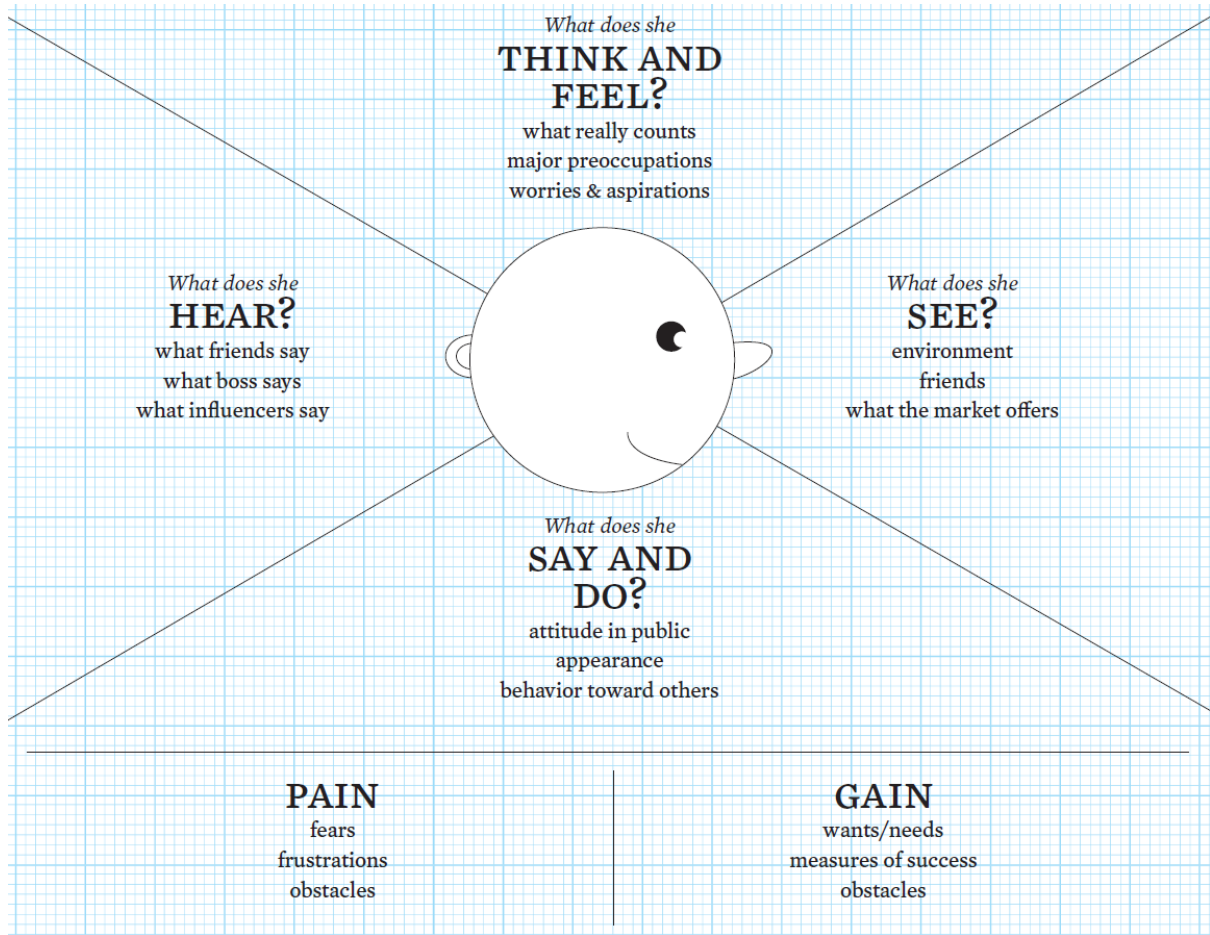 What does she
THINK AND
FEEL?
what really counts
major preoccupations
worries & aspirations
What does she
HEAR?
what friends say
what boss says
what influencers say
What does she
SEE?
environment
friends
what the market offers
What does she
SAY AND
DO?
attitude in public
appearance
behavior toward others
PAIN
fears
frustrations
obstacles
GAIN
wants/needs
measures of success
obstacles